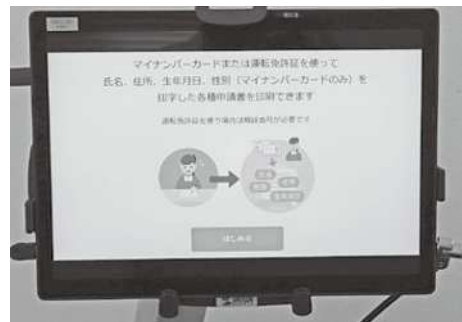 マイナンバーカードまたは運転免許証を使って
氏名、住所、生年月日、性別（マイナンバーカードのみ）を
印字した各種申請書を印刷できます
運転免許証を使う場合は暗証番号が必要です
はじめる